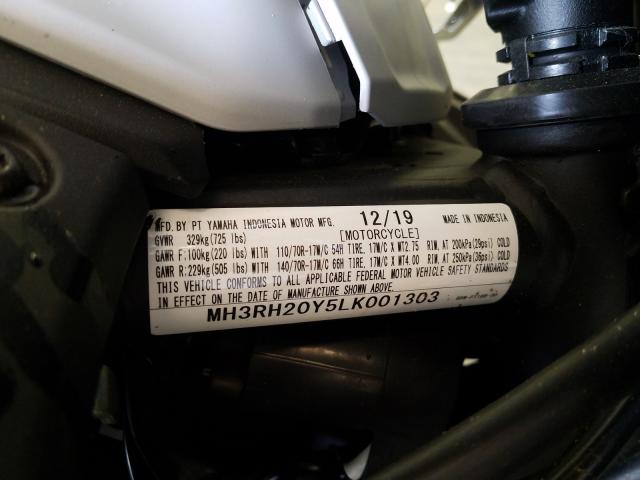 MFD. BY PT YAMAHA INDONESIA MOTOR MFG. 12/19 MADE IN INDONESIA
GVWR 329kg(725 lbs) [MOTORCYCLE]
GAWR F:100kg(220 lbs) WITH 110/70R-17M/C 54H TIRE, 17M/C X MT2.75 RIM, AT 200kPa(29psi) COLD
GAWR R:229kg(505 lbs) WITH 140/70R-17M/C 66H TIRE, 17M/C X MT4.00 RIM, AT 250kPa(36psi) COLD
THIS VEHICLE CONFORMS TO ALL APPLICABLE FEDERAL MOTOR VEHICLE SAFETY STANDARDS
IN EFFECT ON THE DATE OF MANUFACTURE SHOWN ABOVE.
MH3RH20Y5LK001303